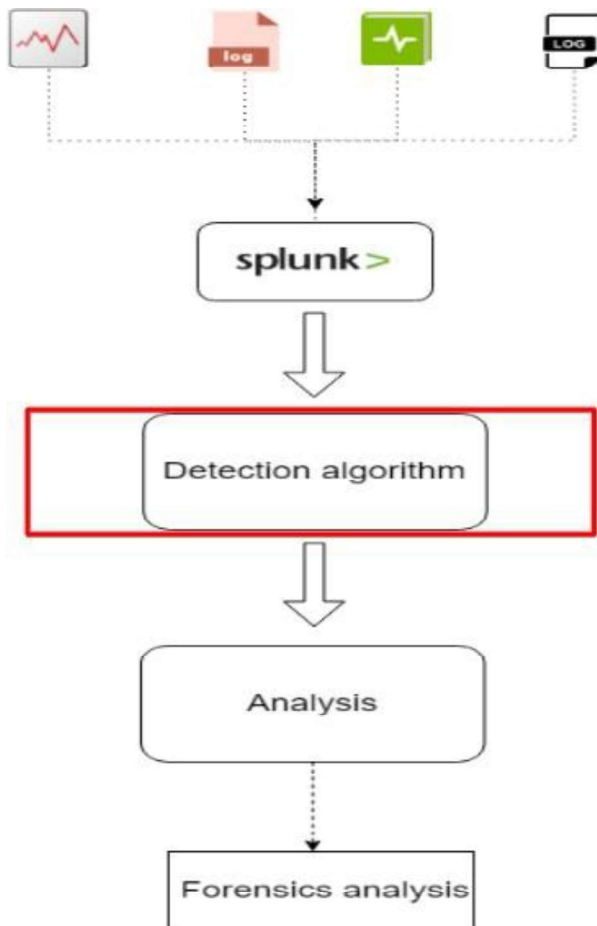 log
LOG
splunk>
Detection algorithm
Analysis
Forensics analysis